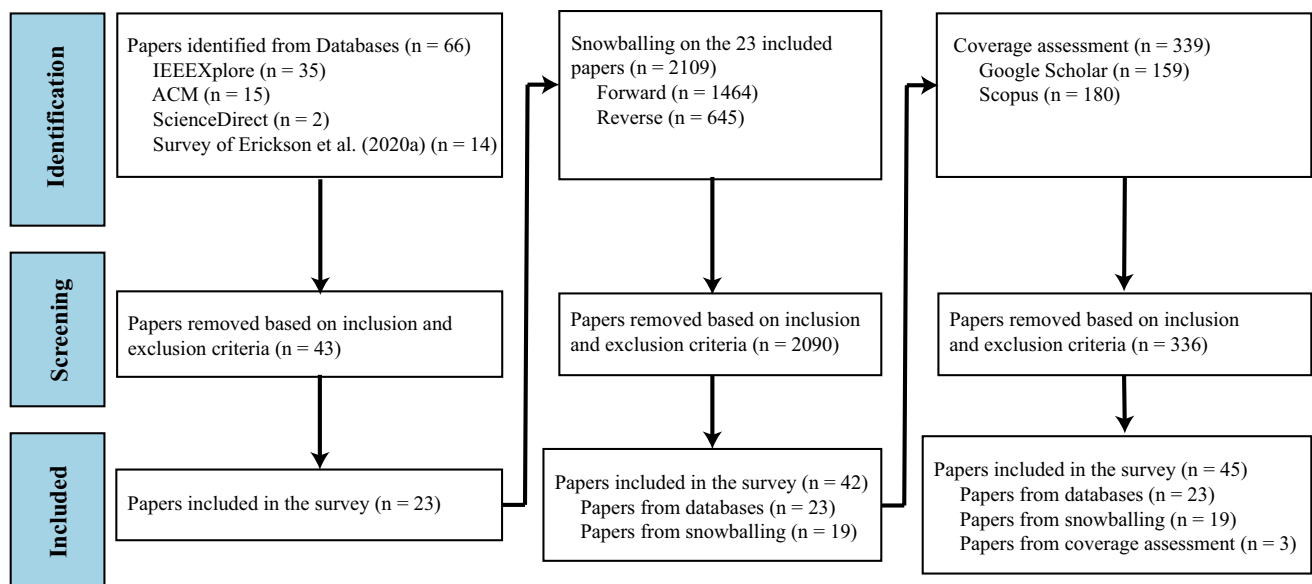 Identification
Papers identified from Databases (n = 66)
IEEEXplore (n = 35)
ACM (n = 15)
ScienceDirect (n = 2)
Survey of Erickson et al. (2020a) (n = 14)
Snowballing on the 23 included
papers (n = 2109)
Forward (n = 1464)
Reverse (n = 645)
Coverage assessment (n = 339)
Google Scholar (n = 159)
Scopus (n = 180)
Screening
Papers removed based on inclusion and
exclusion criteria (n = 43)
Papers removed based on inclusion
and exclusion criteria (n = 2090)
Papers removed based on inclusion
and exclusion criteria (n = 336)
Included
Papers included in the survey (n = 23)
Papers included in the survey (n = 42)
Papers from databases (n = 23)
Papers from snowballing (n = 19)
Papers included in the survey (n = 45)
Papers from databases (n = 23)
Papers from snowballing (n = 19)
Papers from coverage assessment (n = 3)